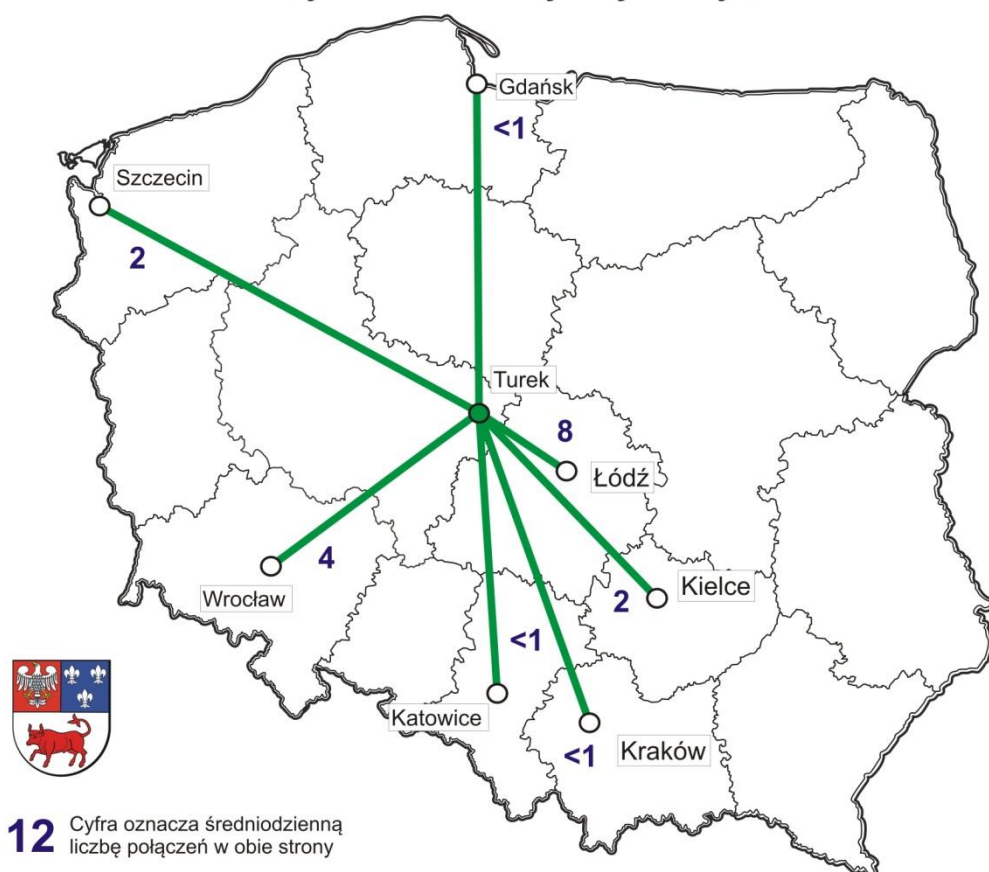 Gdańsk
<1
Szczecin
2
Turek
8
Łódź
4
Wrocław
2
Kielce
<1
Katowice
<1
Kraków
12 Cyfra oznacza średniodzienną
liczbę połączeń w obie strony